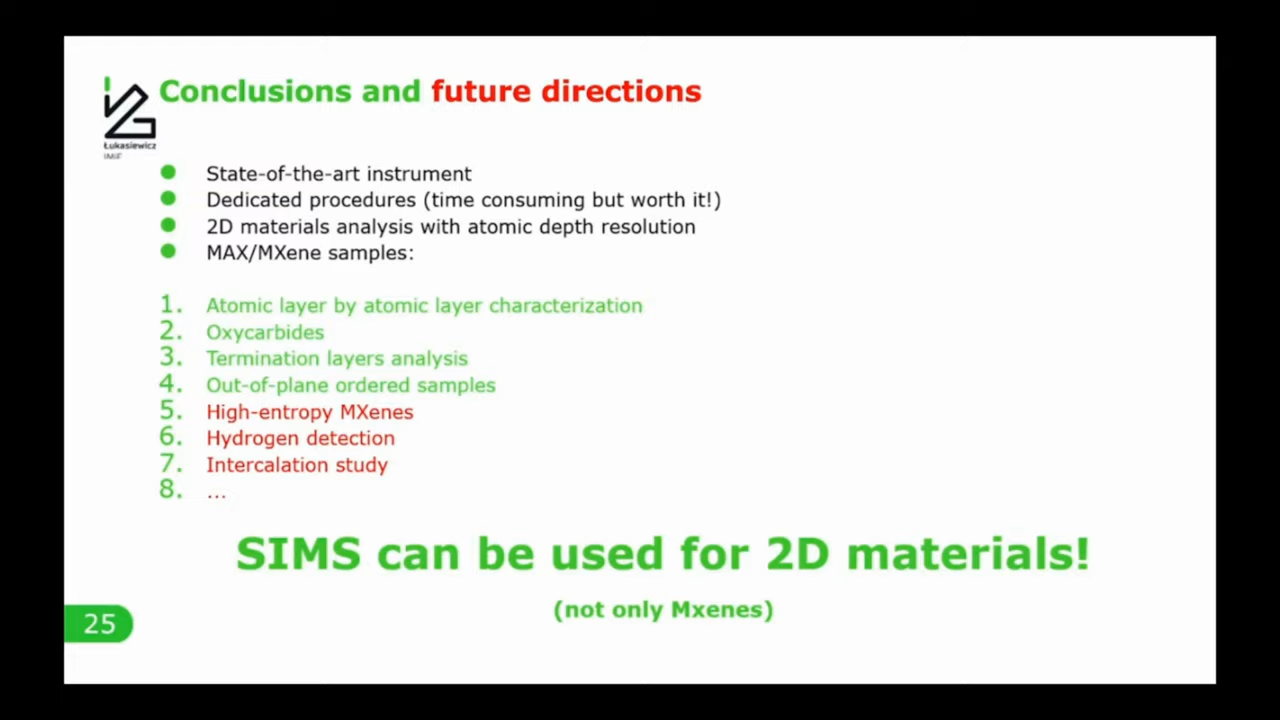 Conclusions and future directions
Łukasiewicz
IMiF
● State-of-the-art instrument
● Dedicated procedures (time consuming but worth it!)
● 2D materials analysis with atomic depth resolution
● MAX/MXene samples:
1. Atomic layer by atomic layer characterization
2. Oxycarbides
3. Termination layers analysis
4. Out-of-plane ordered samples
5. High-entropy MXenes
6. Hydrogen detection
7. Intercalation study
8. ...
SIMS can be used for 2D materials!
(not only Mxenes)
25